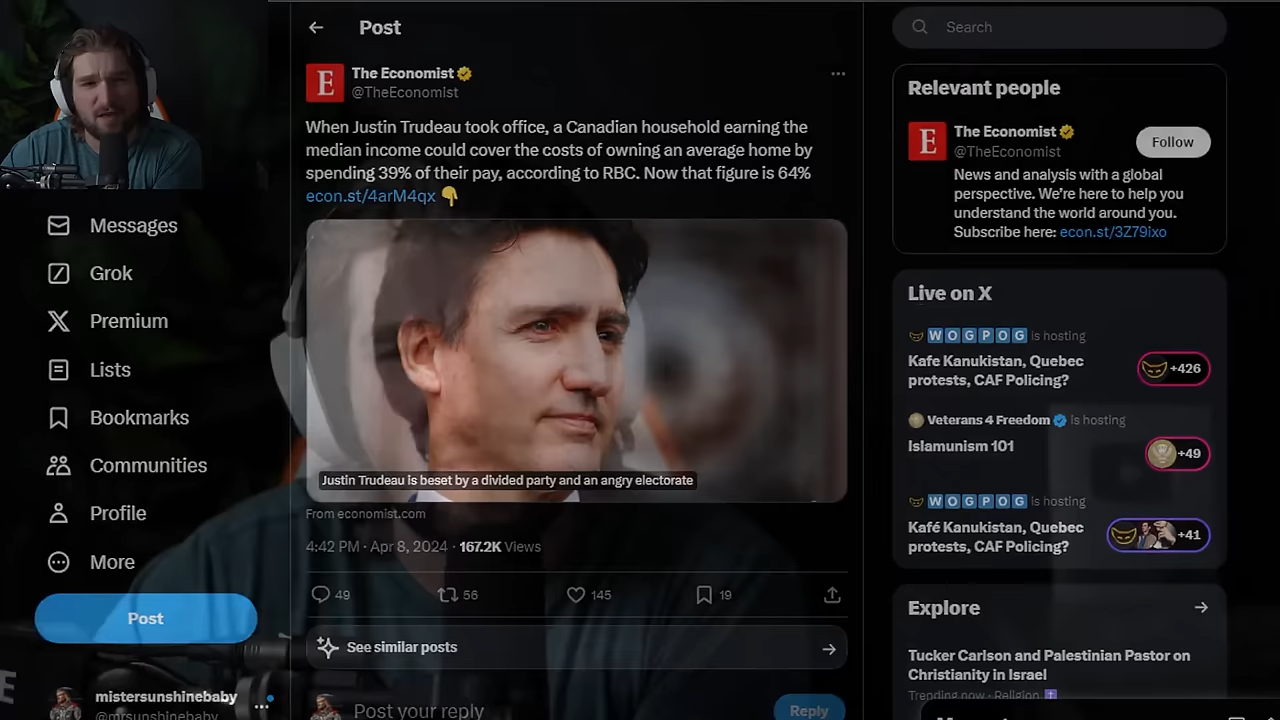 Messages
Grok
Premium
Lists
Bookmarks
Communities
Profile
More
Post
mistersunshinebaby
@mrsunshinebaby
Post
The Economist
@TheEconomist
When Justin Trudeau took office, a Canadian household earning the
median income could cover the costs of owning an average home by
spending 39% of their pay, according to RBC. Now that figure is 64%
econ.st/4arM4qx
Justin Trudeau is beset by a divided party and an angry electorate
From economist.com
4:42 PM · Apr 8, 2024 · 167.2K Views
49 56 145 19
See similar posts
Post your reply
Reply
Search
Relevant people
The Economist
@TheEconomist
Follow
News and analysis with a global
perspective. We're here to help you
understand the world around you.
Subscribe here: econ.st/3Z79ixo
Live on X
WOGPOG is hosting
Kafe Kanukistan, Quebec
protests, CAF Policing?
+426
Veterans 4 Freedom is hosting
Islamunism 101
+49
WOGPOG is hosting
Kafé Kanukistan, Quebec
protests, CAF Policing?
+41
Explore
Tucker Carlson and Palestinian Pastor on
Christianity in Israel
Trending now · Religion